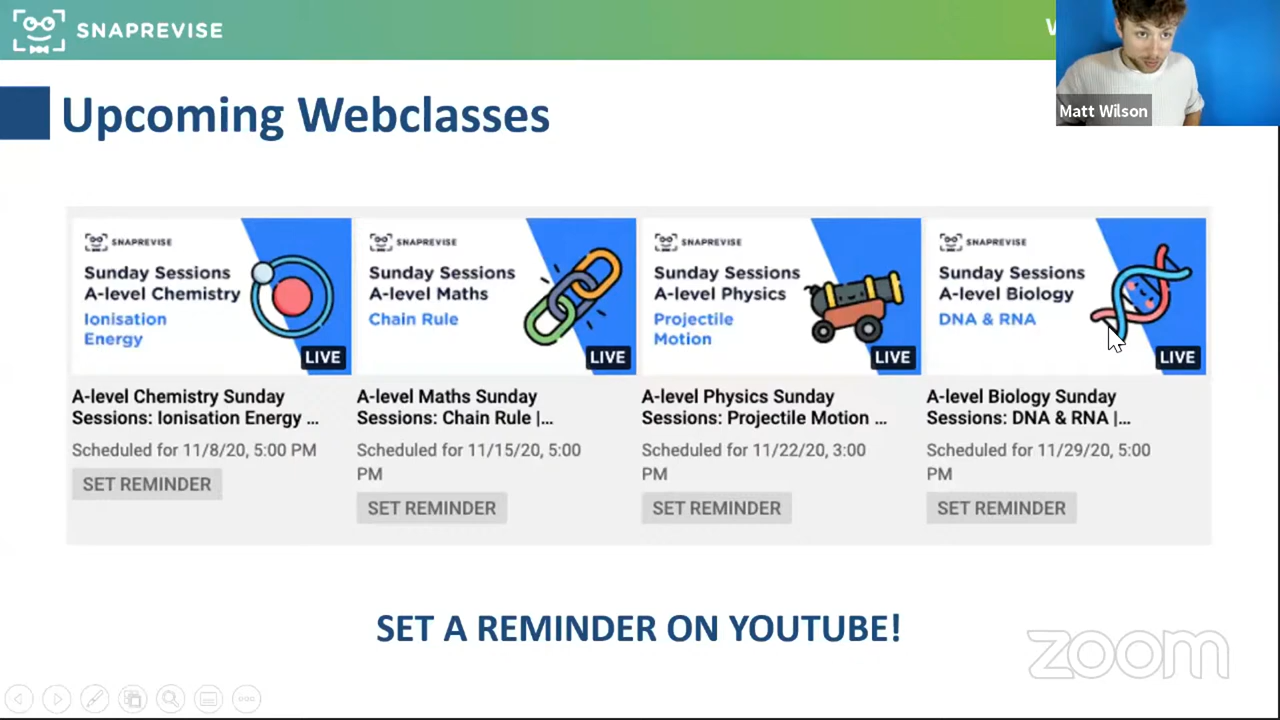 SNAPREVISE
W
Matt Wilson
Upcoming Webclasses
SNAPREVISE
Sunday Sessions
A-level Chemistry
Ionisation
Energy
LIVE
A-level Chemistry Sunday
Sessions: Ionisation Energy ...
Scheduled for 11/8/20, 5:00 PM
SET REMINDER
SNAPREVISE
Sunday Sessions
A-level Maths
Chain Rule
LIVE
A-level Maths Sunday
Sessions: Chain Rule |...
Scheduled for 11/15/20, 5:00
PM
SET REMINDER
SNAPREVISE
Sunday Sessions
A-level Physics
Projectile
Motion
LIVE
A-level Physics Sunday
Sessions: Projectile Motion ...
Scheduled for 11/22/20, 3:00
PM
SET REMINDER
SNAPREVISE
Sunday Sessions
A-level Biology
DNA & RNA
LIVE
A-level Biology Sunday
Sessions: DNA & RNA |...
Scheduled for 11/29/20, 5:00
PM
SET REMINDER
SET A REMINDER ON YOUTUBE!
zoom